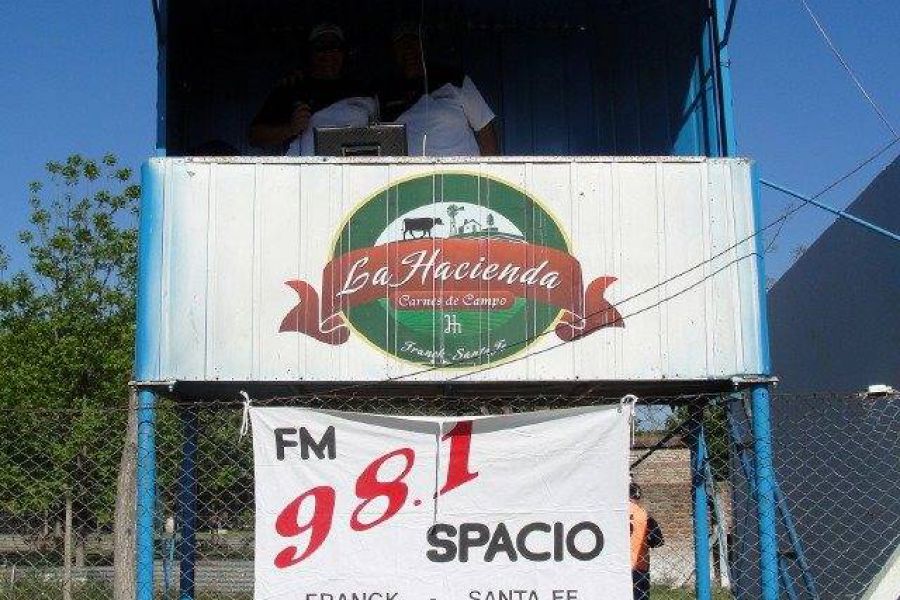 La Hacienda
Carnes de Campo
Franck - Santa Fe
FM
98.1
SPACIO
FRANCK - SANTA FE